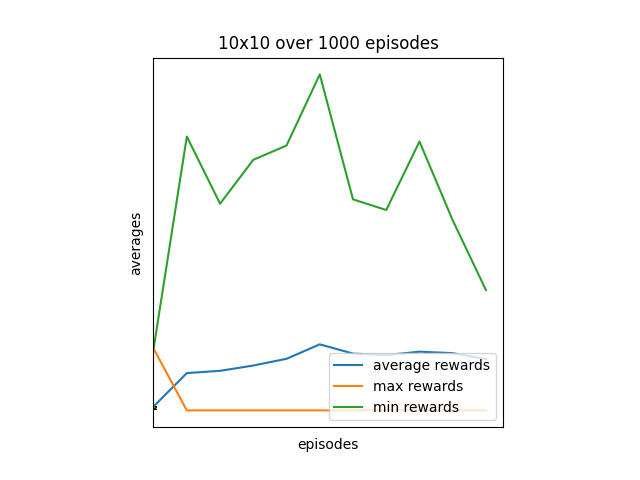 10x10 over 1000 episodes
averages
average rewards
max rewards
min rewards
episodes